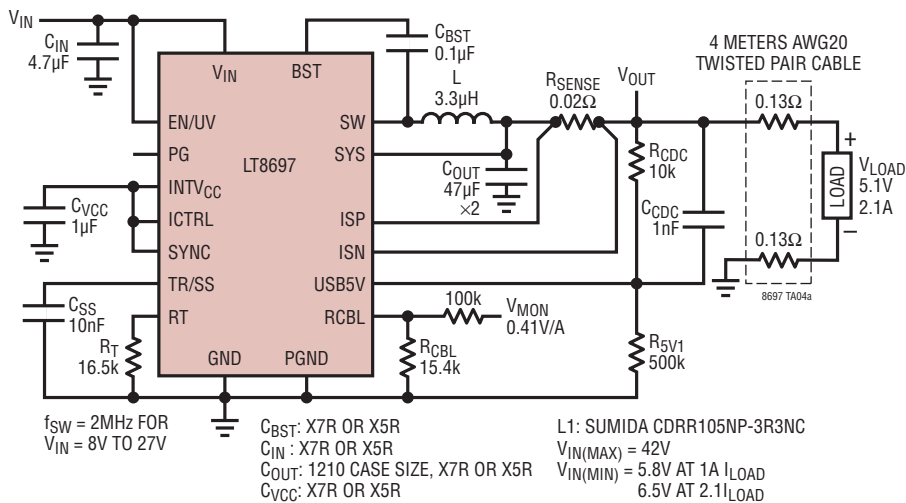 VIN
CIN
4.7µF
CBST
0.1µF
L
3.3µH
RSENSE
0.02Ω
VOUT
4 METERS AWG20
TWISTED PAIR CABLE
0.13Ω
VIN
BST
EN/UV
SW
PG
SYS
LT8697
COUT
47µF
×2
RCDC
10k
CCDC
1nF
LOAD
+
VLOAD
5.1V
2.1A
–
INTVCC
CVCC
1µF
ICTRL
ISP
SYNC
ISN
0.13Ω
8697 TA04a
TR/SS
USB5V
CSS
10nF
RT
RCBL
100k
VMON
0.41V/A
RT
16.5k
GND
PGND
RCBL
15.4k
R5V1
500k
fSW = 2MHz FOR
VIN = 8V TO 27V
CBST: X7R OR X5R
CIN : X7R OR X5R
COUT: 1210 CASE SIZE, X7R OR X5R
CVCC: X7R OR X5R
L1: SUMIDA CDRR105NP-3R3NC
VIN(MAX) = 42V
VIN(MIN) = 5.8V AT 1A ILOAD
6.5V AT 2.1ILOAD